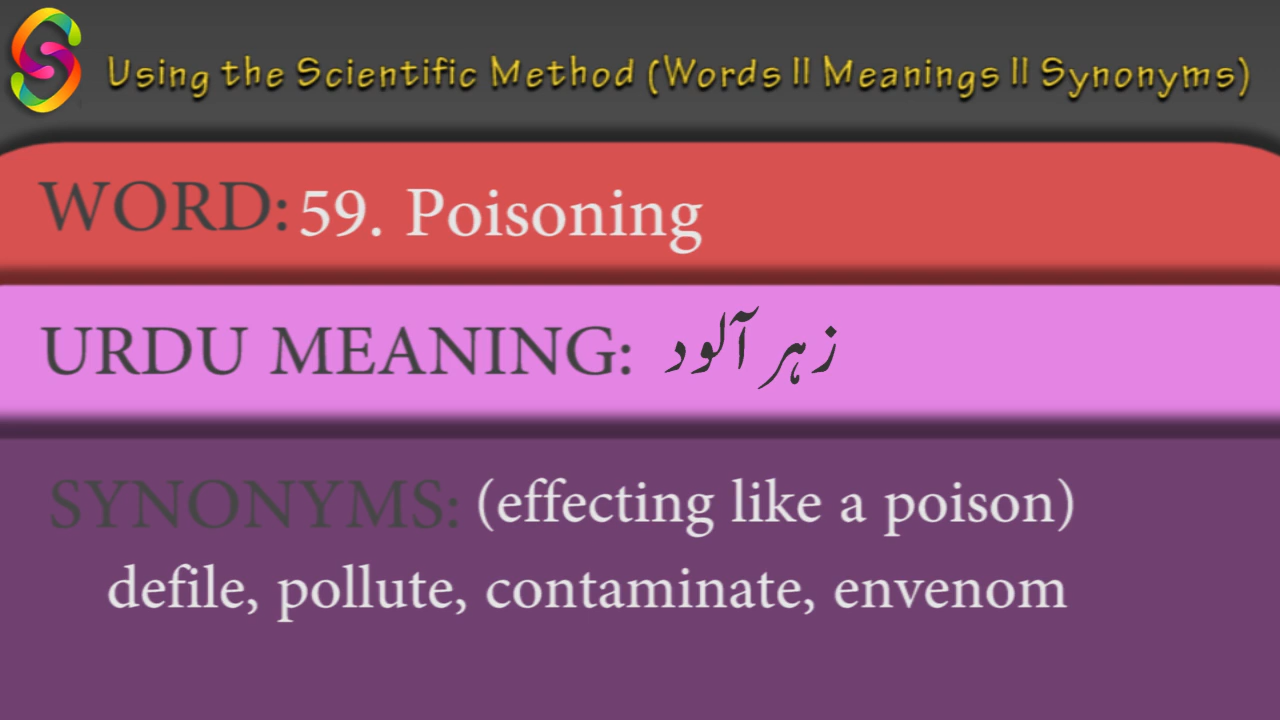 Using the Scientific Method (Words ll Meanings ll Synonyms)
WORD: 59. Poisoning
URDU MEANING: زہر آلود
SYNONYMS: (effecting like a poison)
defile, pollute, contaminate, envenom